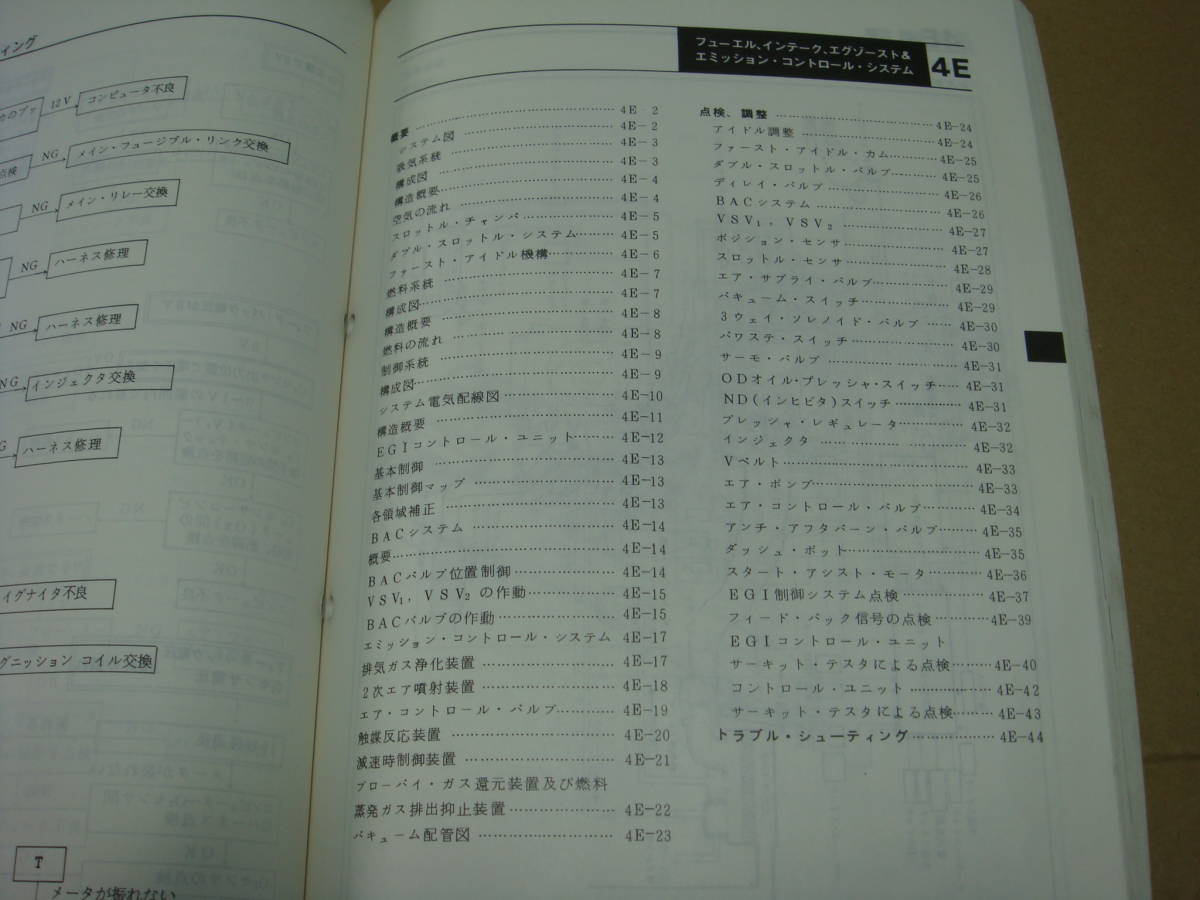 ィング
12V コンピュータ不良
NG メイン・フュージブル・リンク交換
点検
NG メイン・リレー交換
NG ハーネス修理
NG ハーネス修理
NG インジェクタ交換
G ハーネス修理
イグナイタ不良
グニッション コイル交換
T
メータが振れない
フューエル、インテーク、エグゾースト&
エミッション・コントロール・システム
4E
概要 4E-2
システム図 4E-2
吸気系統 4E-3
構成図 4E-3
構造概要 4E-4
空気の流れ 4E-4
スロットル・チャンバ 4E-5
ダブル・スロットル・システム 4E-5
ファースト・アイドル機構 4E-6
燃料系統 4E-7
構成図 4E-7
構造概要 4E-8
燃料の流れ 4E-8
制御系統 4E-9
構成図 4E-9
システム電気配線図 4E-10
構造概要 4E-11
EGIコントロール・ユニット 4E-12
基本制御 4E-13
基本制御マップ 4E-13
各領域補正 4E-13
BACシステム 4E-14
概要 4E-14
BACバルブ位置制御 4E-14
VSV₁, VSV₂の作動 4E-15
BACバルブの作動 4E-15
エミッション・コントロール・システム 4E-17
排気ガス浄化装置 4E-17
2次エア噴射装置 4E-18
エア・コントロール・バルブ 4E-19
触媒反応装置 4E-20
減速時制御装置 4E-21
ブローバイ・ガス還元装置及び燃料
蒸発ガス排出抑止装置 4E-22
バキューム配管図 4E-23
点検、調整 4E-24
アイドル調整 4E-24
ファースト・アイドル・カム 4E-25
ダブル・スロットル・バルブ 4E-25
ディレイ・バルブ 4E-26
BACシステム 4E-26
VSV₁, VSV₂ 4E-27
ポジション・センサ 4E-27
スロットル・センサ 4E-28
エア・サプライ・バルブ 4E-29
バキューム・スイッチ 4E-29
3ウェイ・ソレノイド・バルブ 4E-30
パワステ・スイッチ 4E-30
サーモ・バルブ 4E-31
ODオイル・プレッシャ・スイッチ 4E-31
ND(インヒビタ)スイッチ 4E-31
プレッシャ・レギュレータ 4E-32
インジェクタ 4E-32
Vベルト 4E-33
エア・ポンプ 4E-33
エア・コントロール・バルブ 4E-34
アンチ・アフタバーン・バルブ 4E-35
ダッシュ・ポット 4E-35
スタート・アシスト・モータ 4E-36
EGI制御システム点検 4E-37
フィード・バック信号の点検 4E-39
EGIコントロール・ユニット
サーキット・テスタによる点検 4E-40
コントロール・ユニット 4E-42
サーキット・テスタによる点検 4E-43
トラブル・シューティング 4E-44